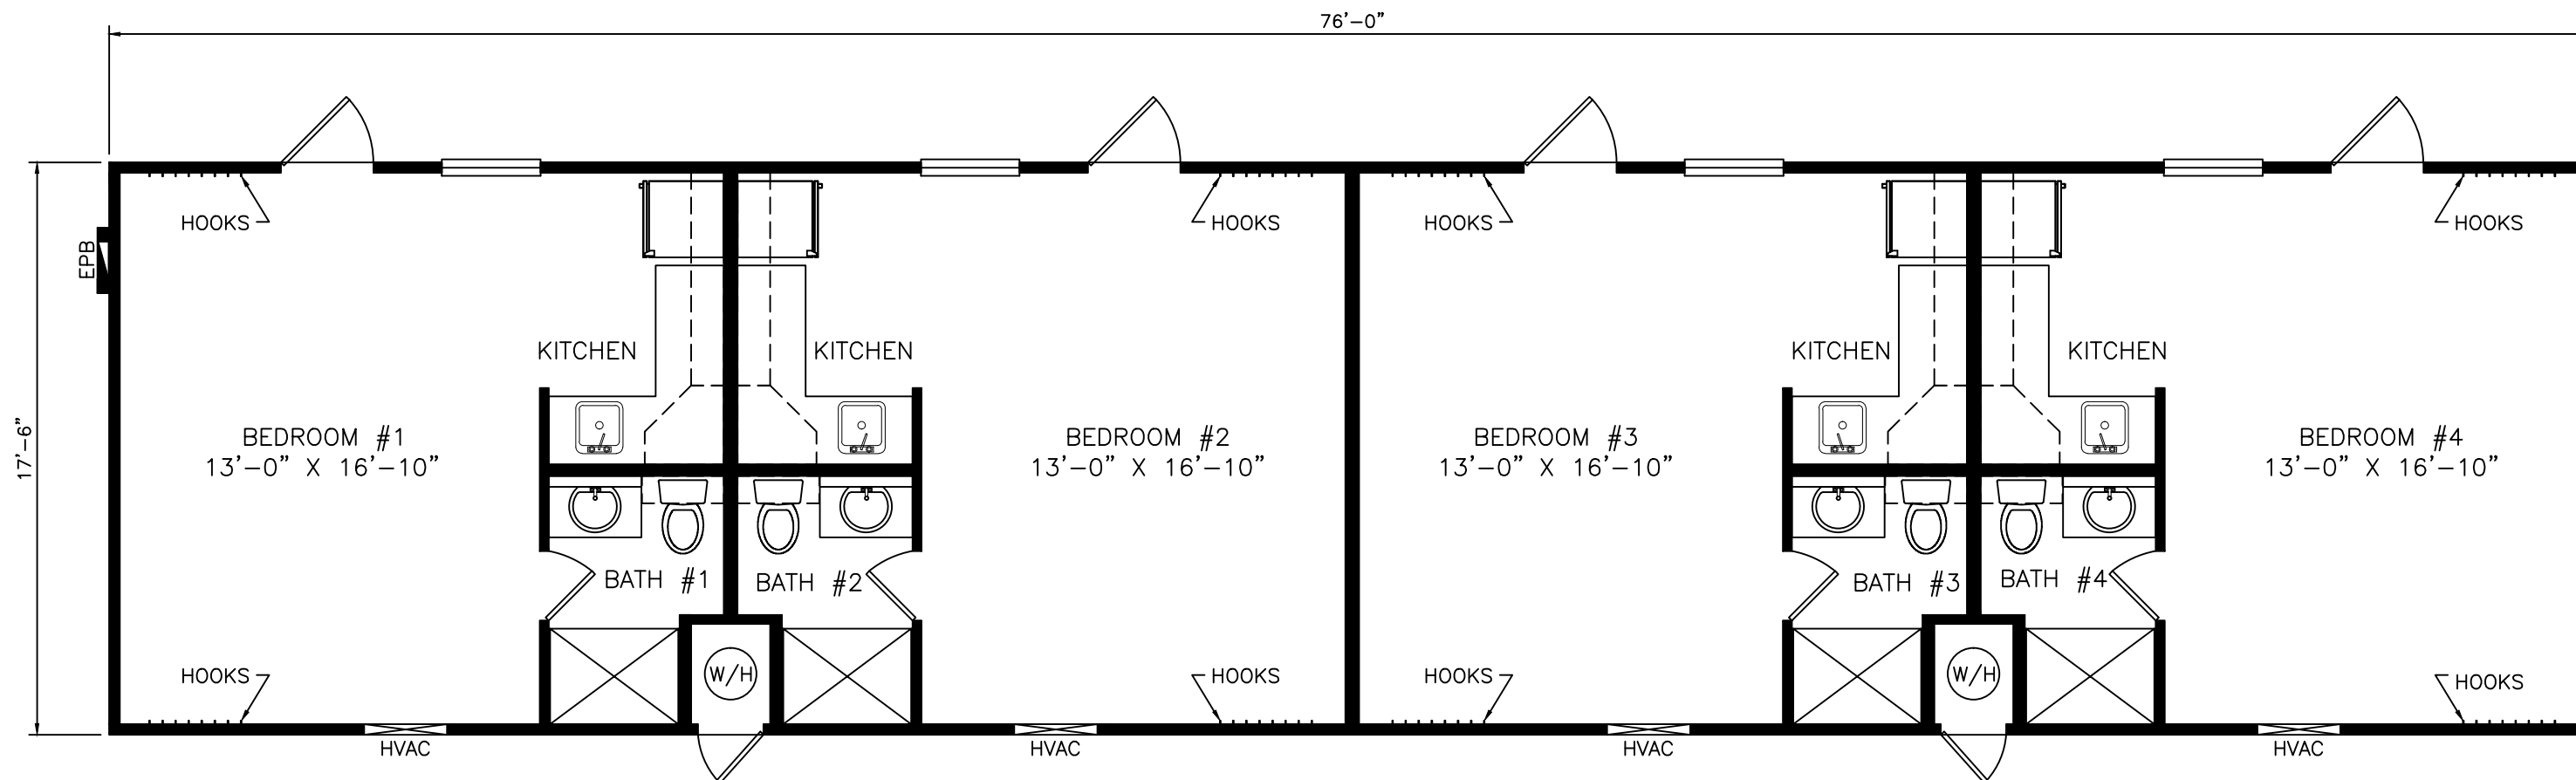 76'-0"
HOOKS
HOOKS
HOOKS
HOOKS
EPB
KITCHEN
KITCHEN
KITCHEN
KITCHEN
17'-6"
BEDROOM #1
13'-0" X 16'-10"
BEDROOM #2
13'-0" X 16'-10"
BEDROOM #3
13'-0" X 16'-10"
BEDROOM #4
13'-0" X 16'-10"
BATH #1
BATH #2
BATH #3
BATH #4
HOOKS
W/H
HOOKS
HOOKS
W/H
HOOKS
HVAC
HVAC
HVAC
HVAC